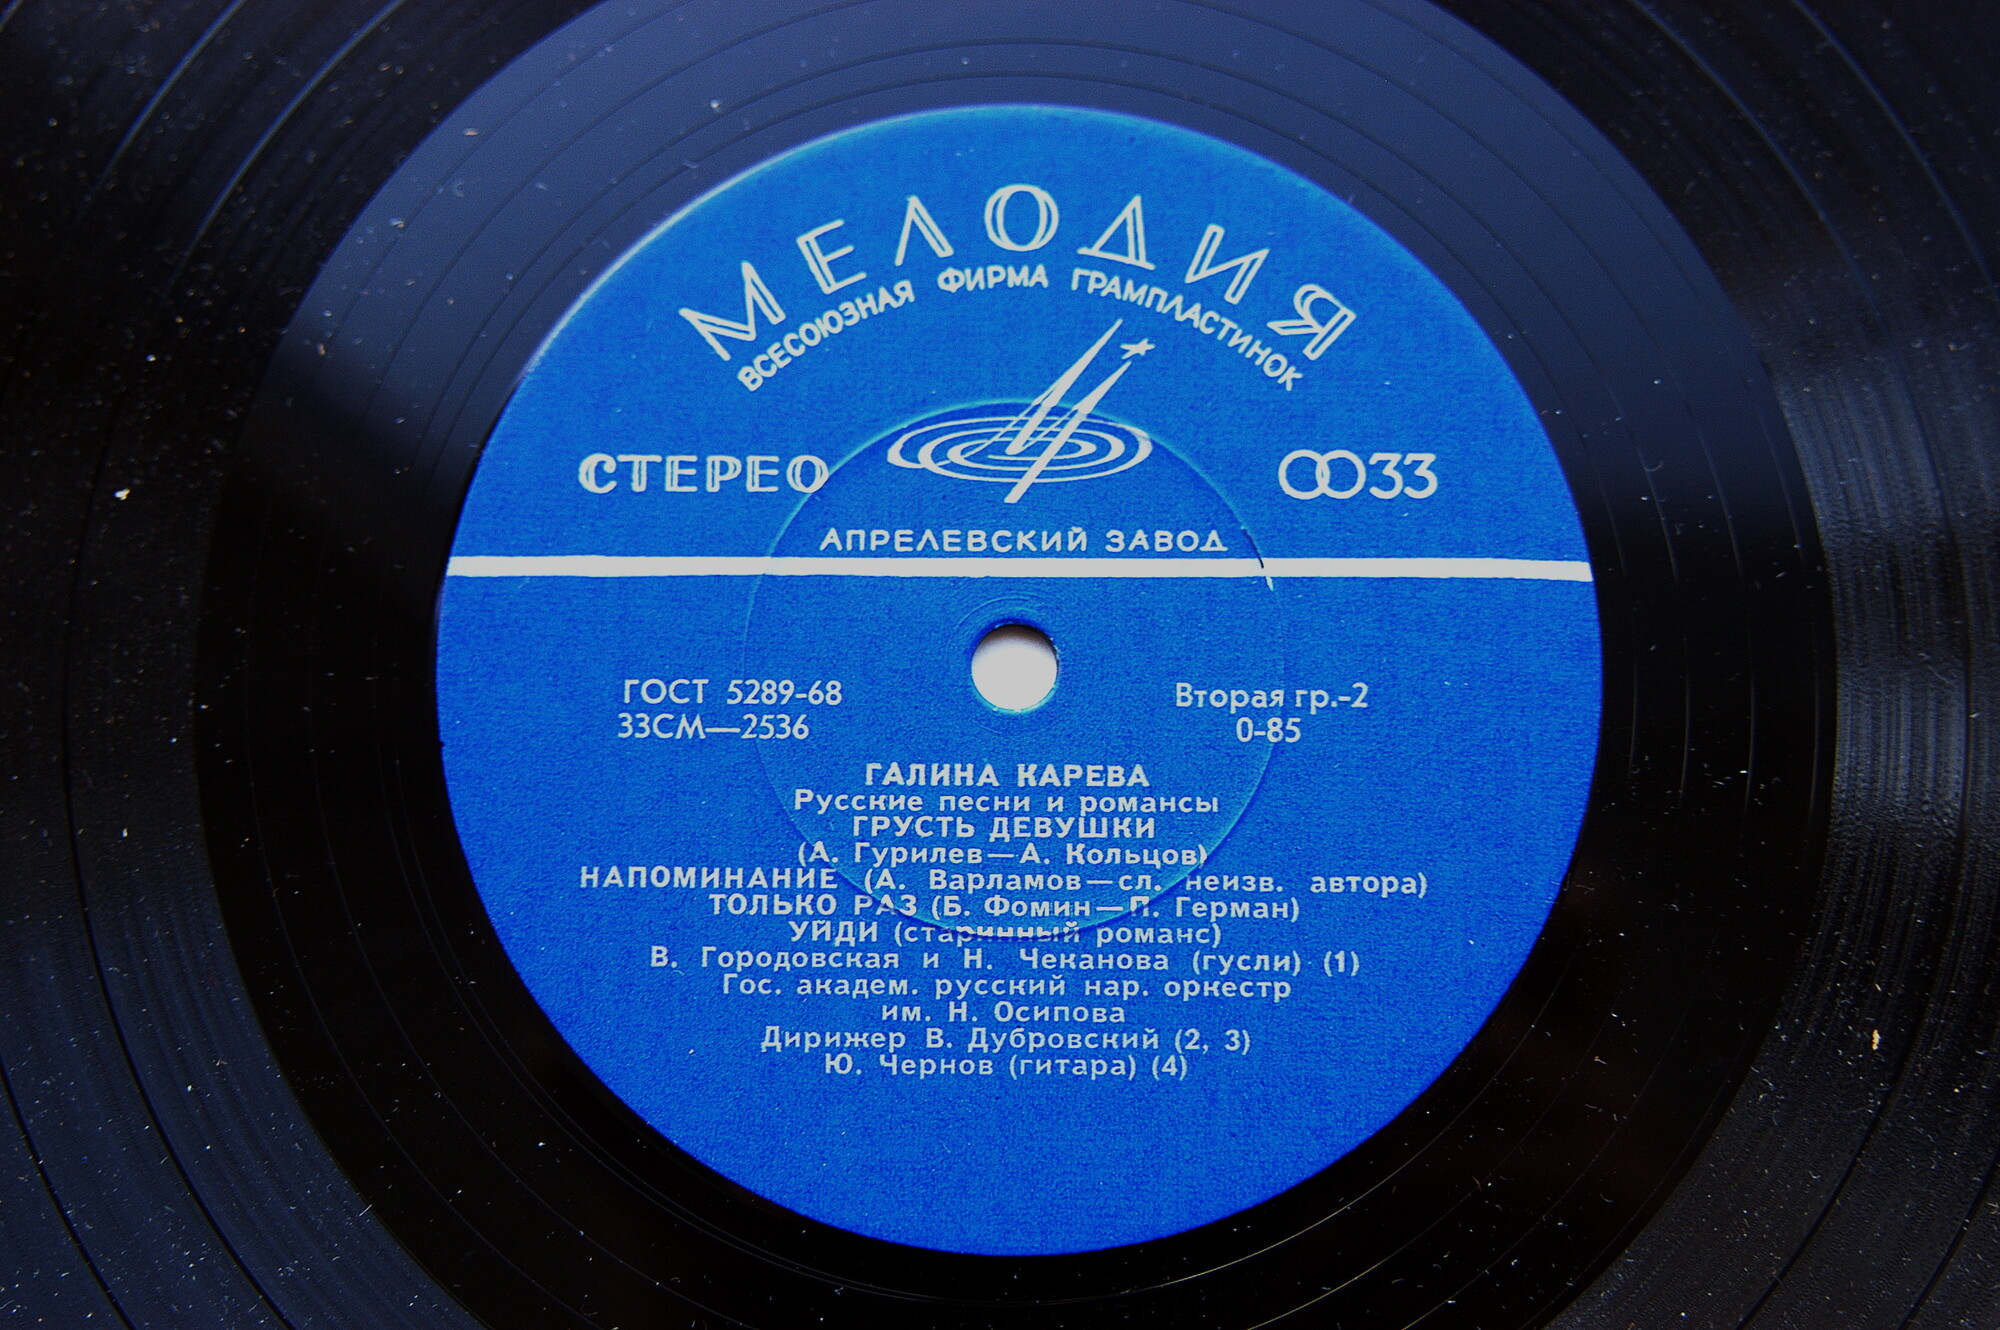 МЕЛОДИЯ
ВСЕСОЮЗНАЯ ФИРМА ГРАМПЛАСТИНОК
СТЕРЕО
33
АПРЕЛЕВСКИЙ ЗАВОД
ГОСТ 5289-68
33СМ—2536
Вторая гр.-2
0-85
ГАЛИНА КАРЕВА
Русские песни и романсы
ГРУСТЬ ДЕВУШКИ
(А. Гурилев—А. Кольцов)
НАПОМИНАНИЕ (А. Варламов—сл. неизв. автора)
ТОЛЬКО РАЗ (Б. Фомин—П. Герман)
УЙДИ (старинный романс)
В. Городовская и Н. Чеканова (гусли) (1)
Гос. академ. русский нар. оркестр
им. Н. Осипова
Дирижер В. Дубровский (2, 3)
Ю. Чернов (гитара) (4)